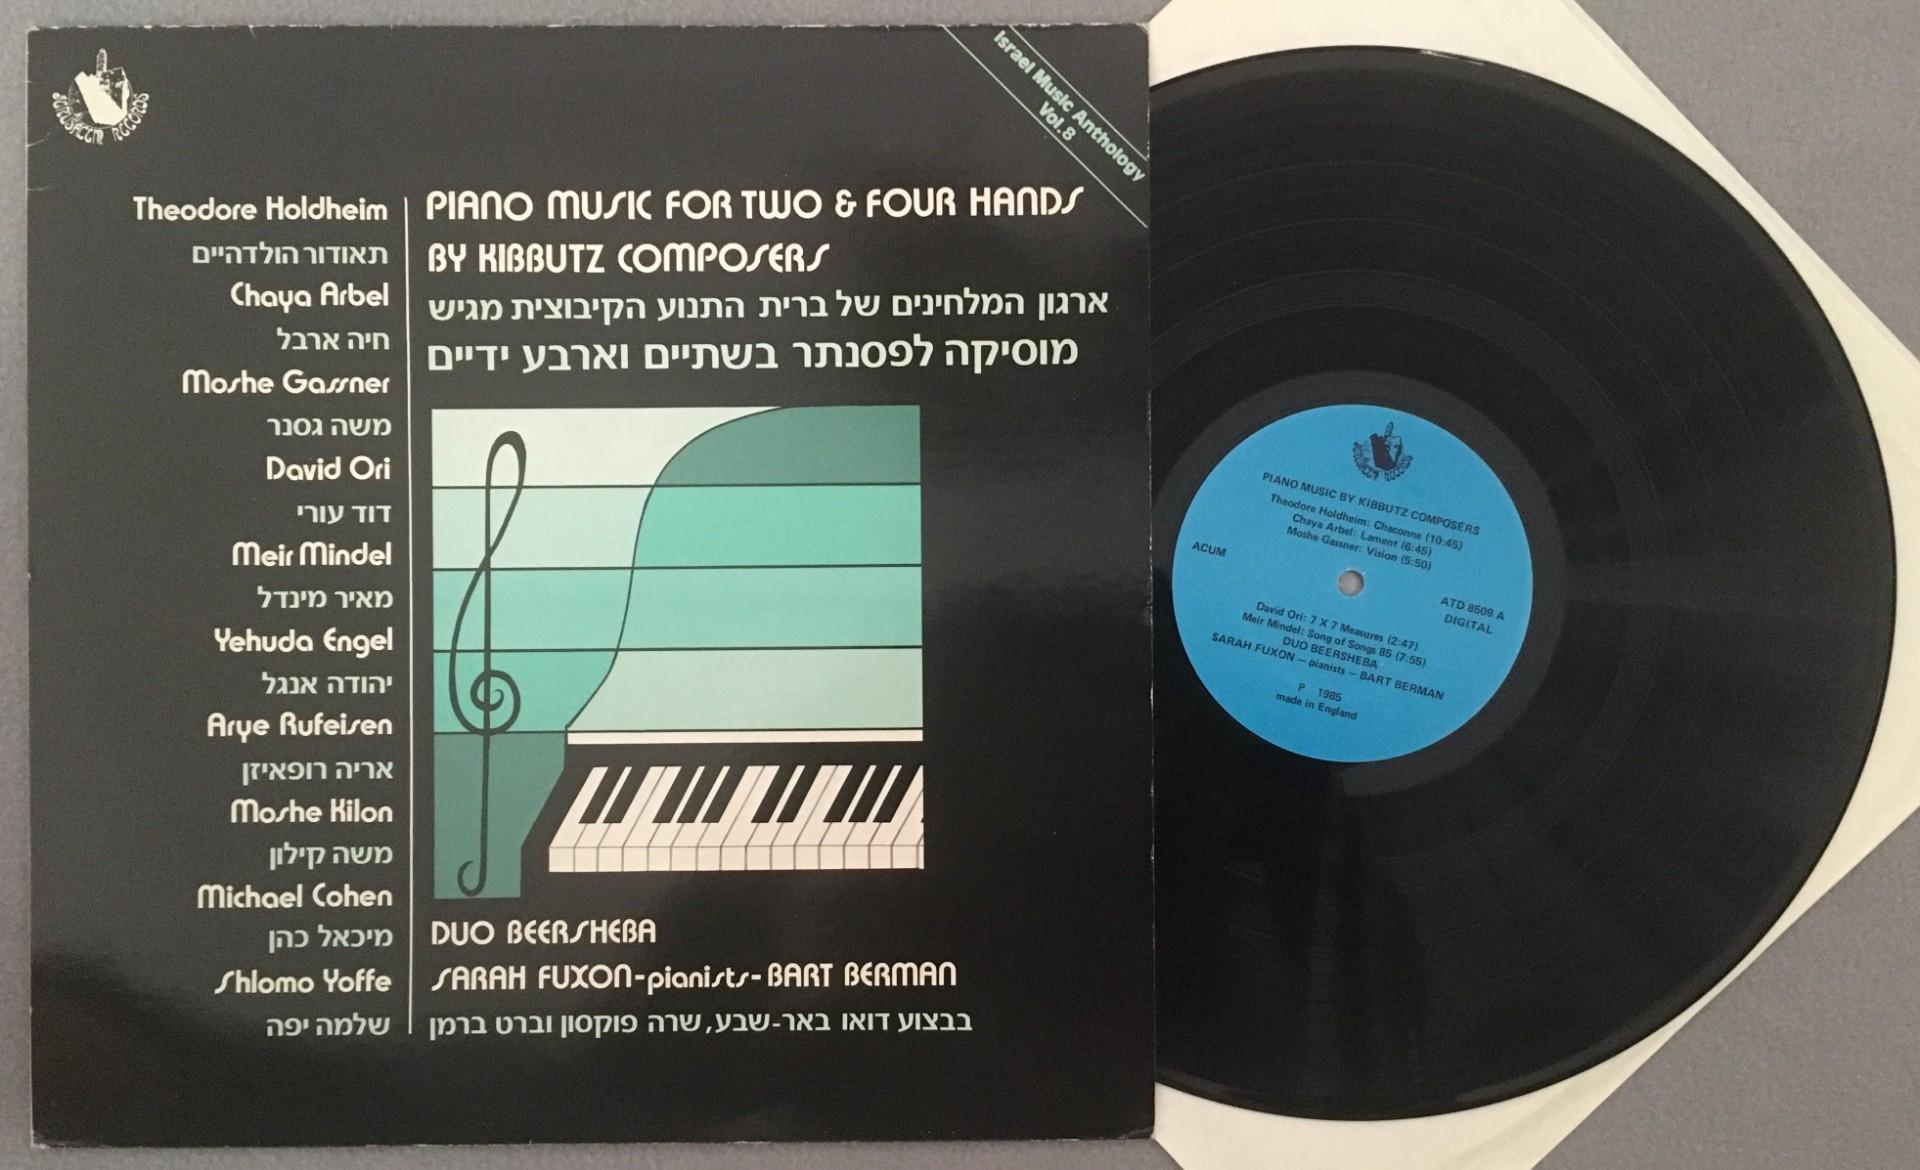 JERUSALEM RECORDS
Israel Music Anthology
Vol. 8
Theodore Holdheim
תאודור הולדהיים
Chaya Arbel
חיה ארבל
Moshe Gassner
משה גסנר
David Ori
דוד עורי
Meir Mindel
מאיר מינדל
Yehuda Engel
יהודה אנגל
Arye Rufeisen
אריה רופאיזן
Moshe Kilon
משה קילון
Michael Cohen
מיכאל כהן
Shlomo Yoffe
שלמה יפה
PIANO MUSIC FOR TWO & FOUR HANDS
BY KIBBUTZ COMPOSERS
ארגון המלחינים של ברית התנוע הקיבוצית מגיש
מוסיקה לפסנתר בשתיים וארבע ידיים
DUO BEERSHEBA
SARAH FUXON-pianists-BART BERMAN
בבצוע דואו באר-שבע, שרה פוקסון וברט ברמן
JERUSALEM RECORDS
PIANO MUSIC BY KIBBUTZ COMPOSERS
Theodore Holdheim: Chaconne (10:45)
Chaya Arbel: Lament (6:45)
Moshe Gassner: Vision (5:50)
ACUM
ATD 8509 A
DIGITAL
David Ori: 7 X 7 Measures (2:47)
Meir Mindel: Song of Songs 85 (7:55)
DUO BEERSHEBA
SARAH FUXON – pianists – BART BERMAN
P 1985
made in England